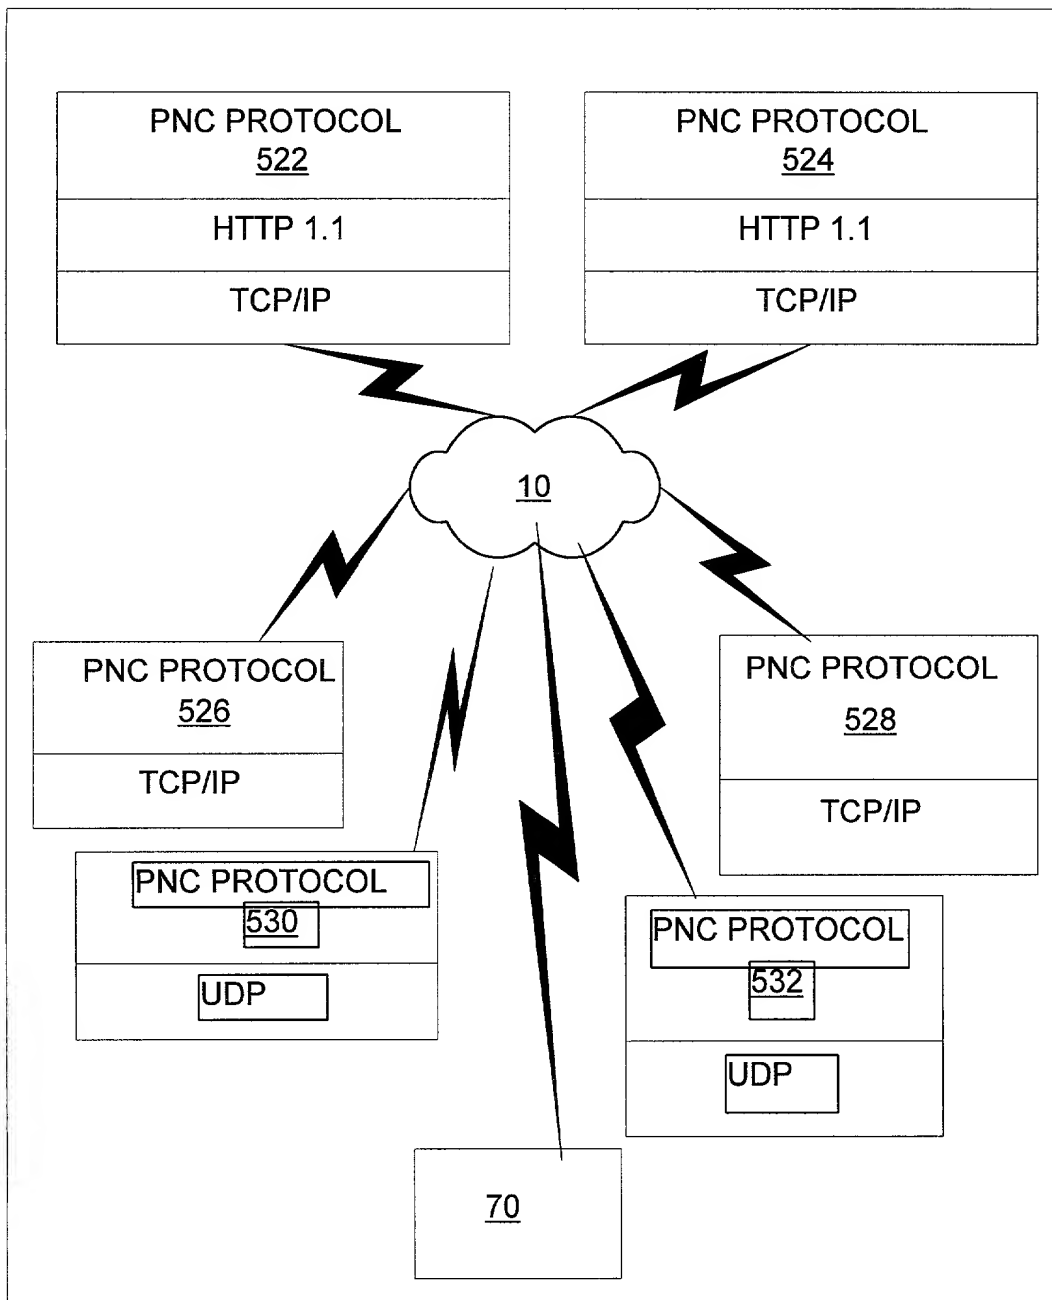 PNC PROTOCOL
522
HTTP 1.1
TCP/IP
PNC PROTOCOL
524
HTTP 1.1
TCP/IP
10
PNC PROTOCOL
526
TCP/IP
PNC PROTOCOL
528
TCP/IP
PNC PROTOCOL
530
UDP
PNC PROTOCOL
532
UDP
70